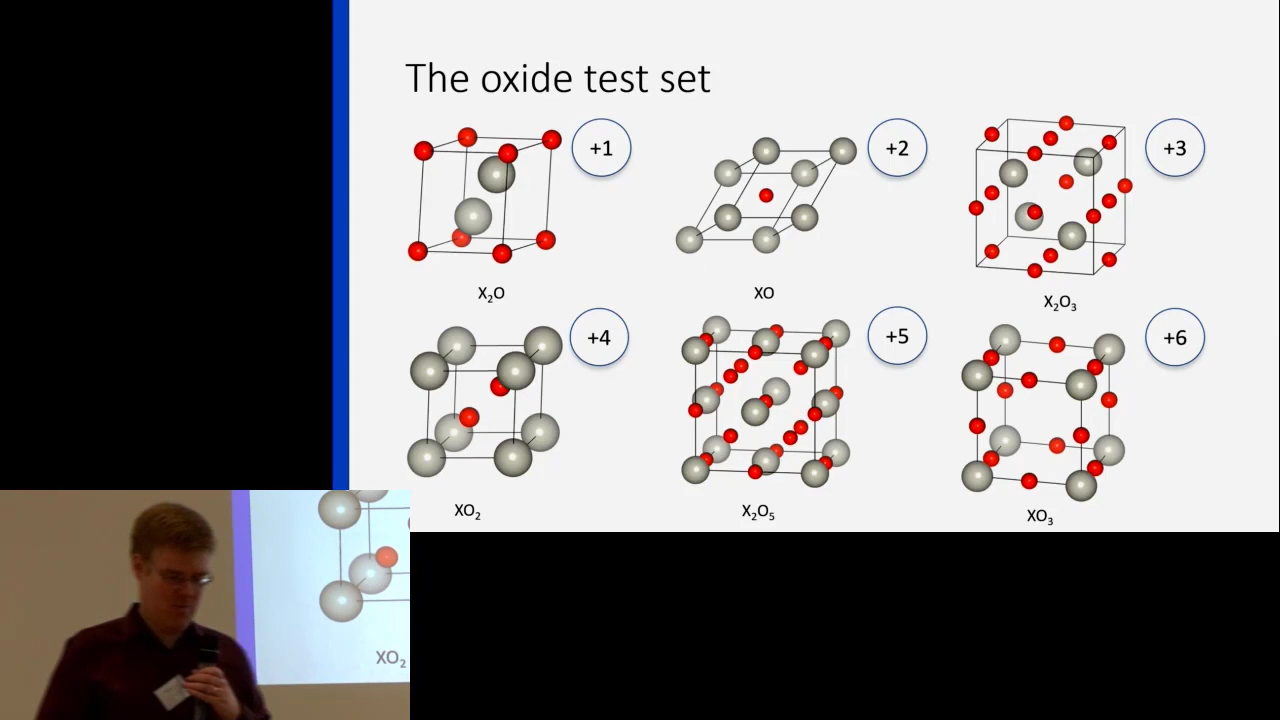 The oxide test set
+1
+2
+3
X₂O
XO
X₂O₃
+4
+5
+6
XO₂
X₂O₅
XO₃
XO₂